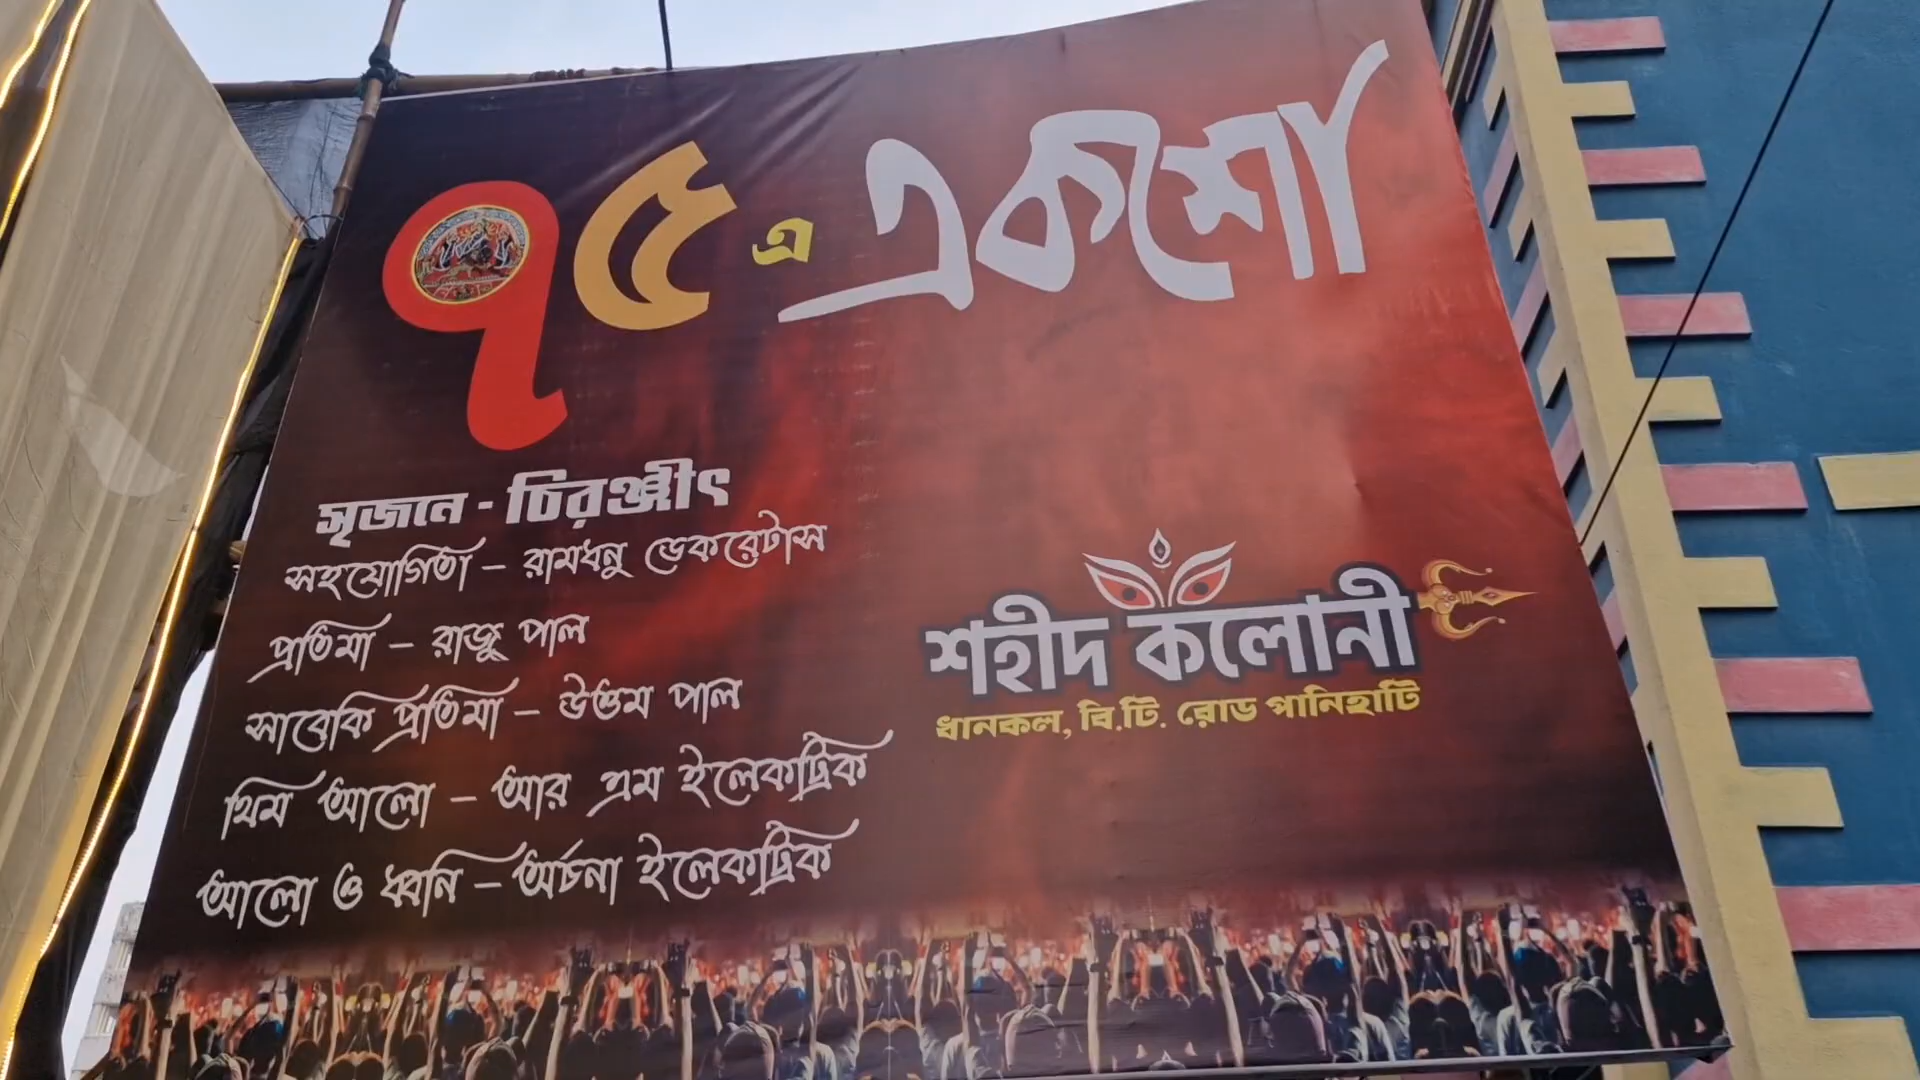 ৭৫ এ একশো
সৃজনে - চিরঞ্জীৎ
সহযোগিতা – রামধনু ডেকরেটাস
প্রতিমা – রাজু পাল
সাবেকি প্রতিমা – উত্তম পাল
থিম আলো – আর এম ইলেকট্রিক
আলো ও ধ্বনি – অর্চনা ইলেকট্রিক
শহীদ কলোনী
ধানকল, বি.টি. রোড পানিহাটি